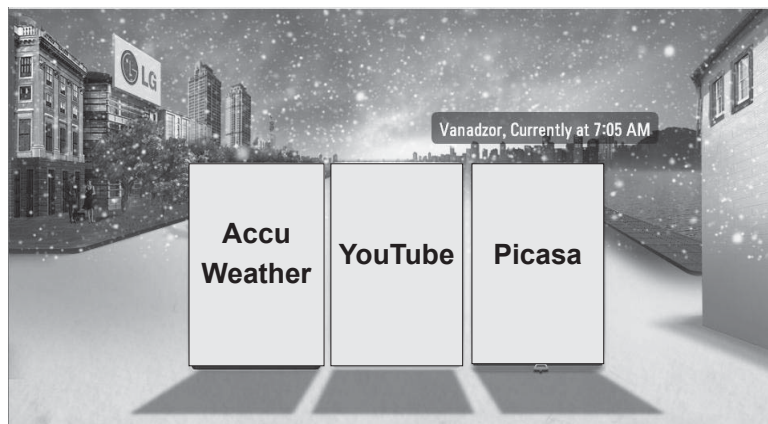 LG
Vanadzor, Currently at 7:05 AM
Accu
Weather
YouTube
Picasa